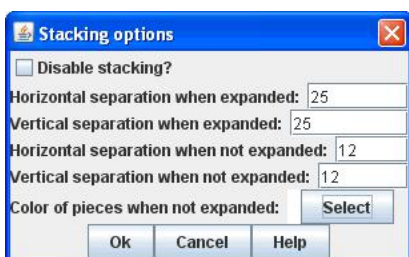 Stacking options
Disable stacking?
Horizontal separation when expanded: 25
Vertical separation when expanded: 25
Horizontal separation when not expanded: 12
Vertical separation when not expanded: 12
Color of pieces when not expanded: Select
Ok Cancel Help